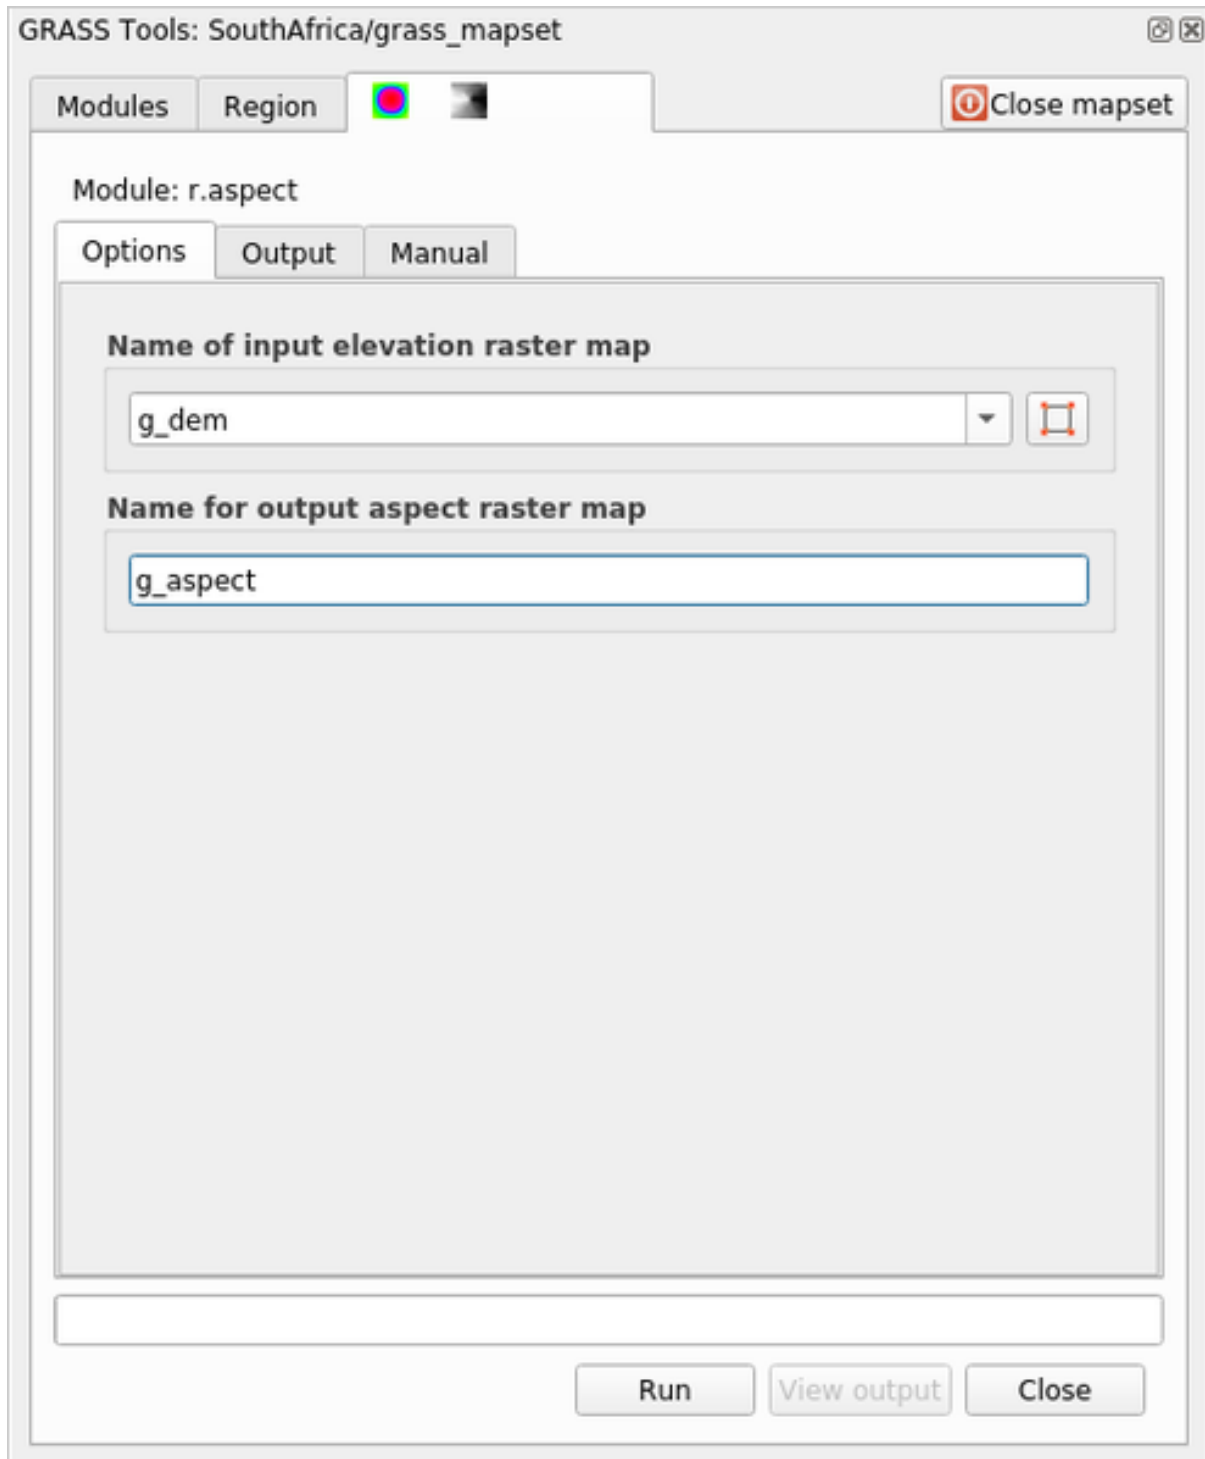 GRASS Tools: SouthAfrica/grass_mapset
Modules Region Close mapset
Module: r.aspect
Options Output Manual
Name of input elevation raster map
g_dem
Name for output aspect raster map
g_aspect
Run View output Close